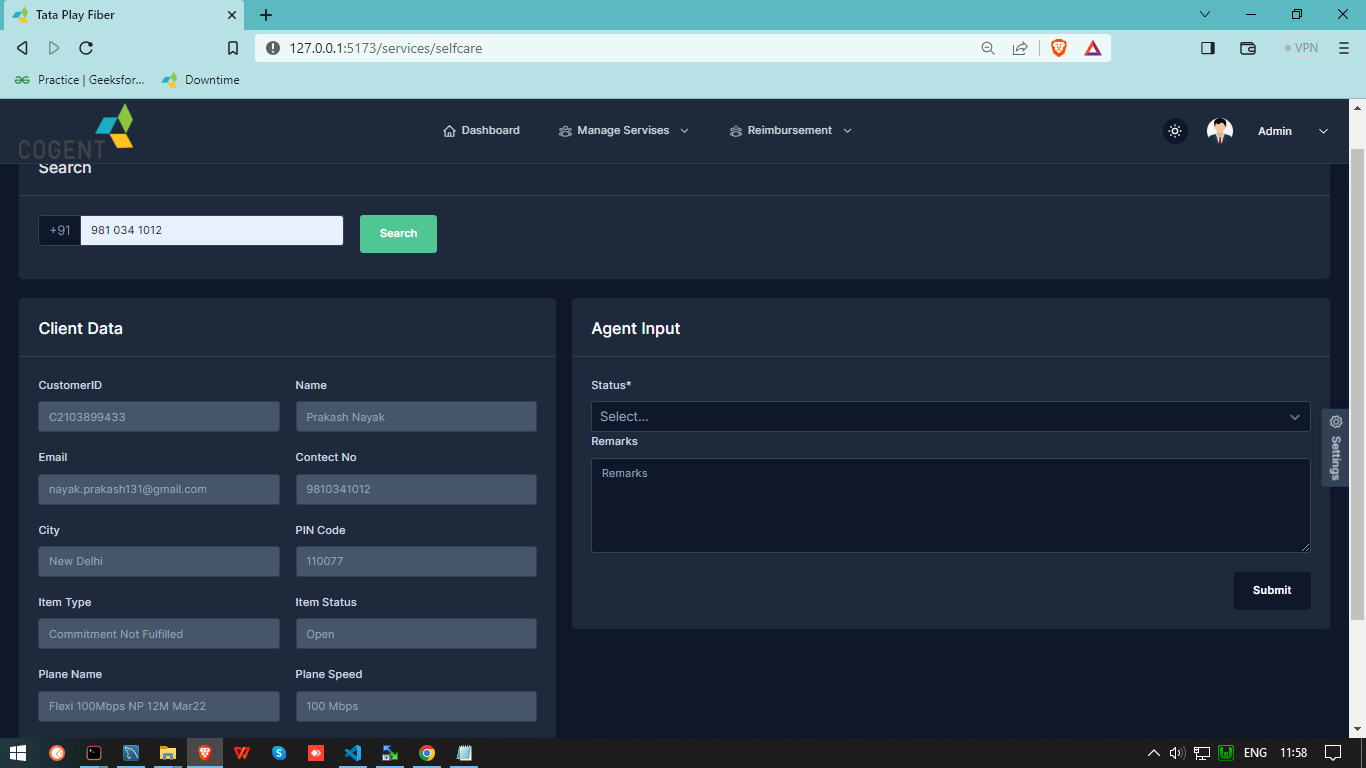 Tata Play Fiber
127.0.0.1:5173/services/selfcare
VPN
Practice | Geeksfor...
Downtime
COGENT
Dashboard
Manage Servises
Reimbursement
Admin
Search
+91
981 034 1012
Search
Client Data
CustomerID
Name
C2103899433
Prakash Nayak
Email
Contect No
nayak.prakash131@gmail.com
9810341012
City
PIN Code
New Delhi
110077
Item Type
Item Status
Commitment Not Fulfilled
Open
Plane Name
Plane Speed
Flexi 100Mbps NP 12M Mar22
100 Mbps
Agent Input
Status*
Select...
Remarks
Remarks
Submit
Settings
ENG
11:58